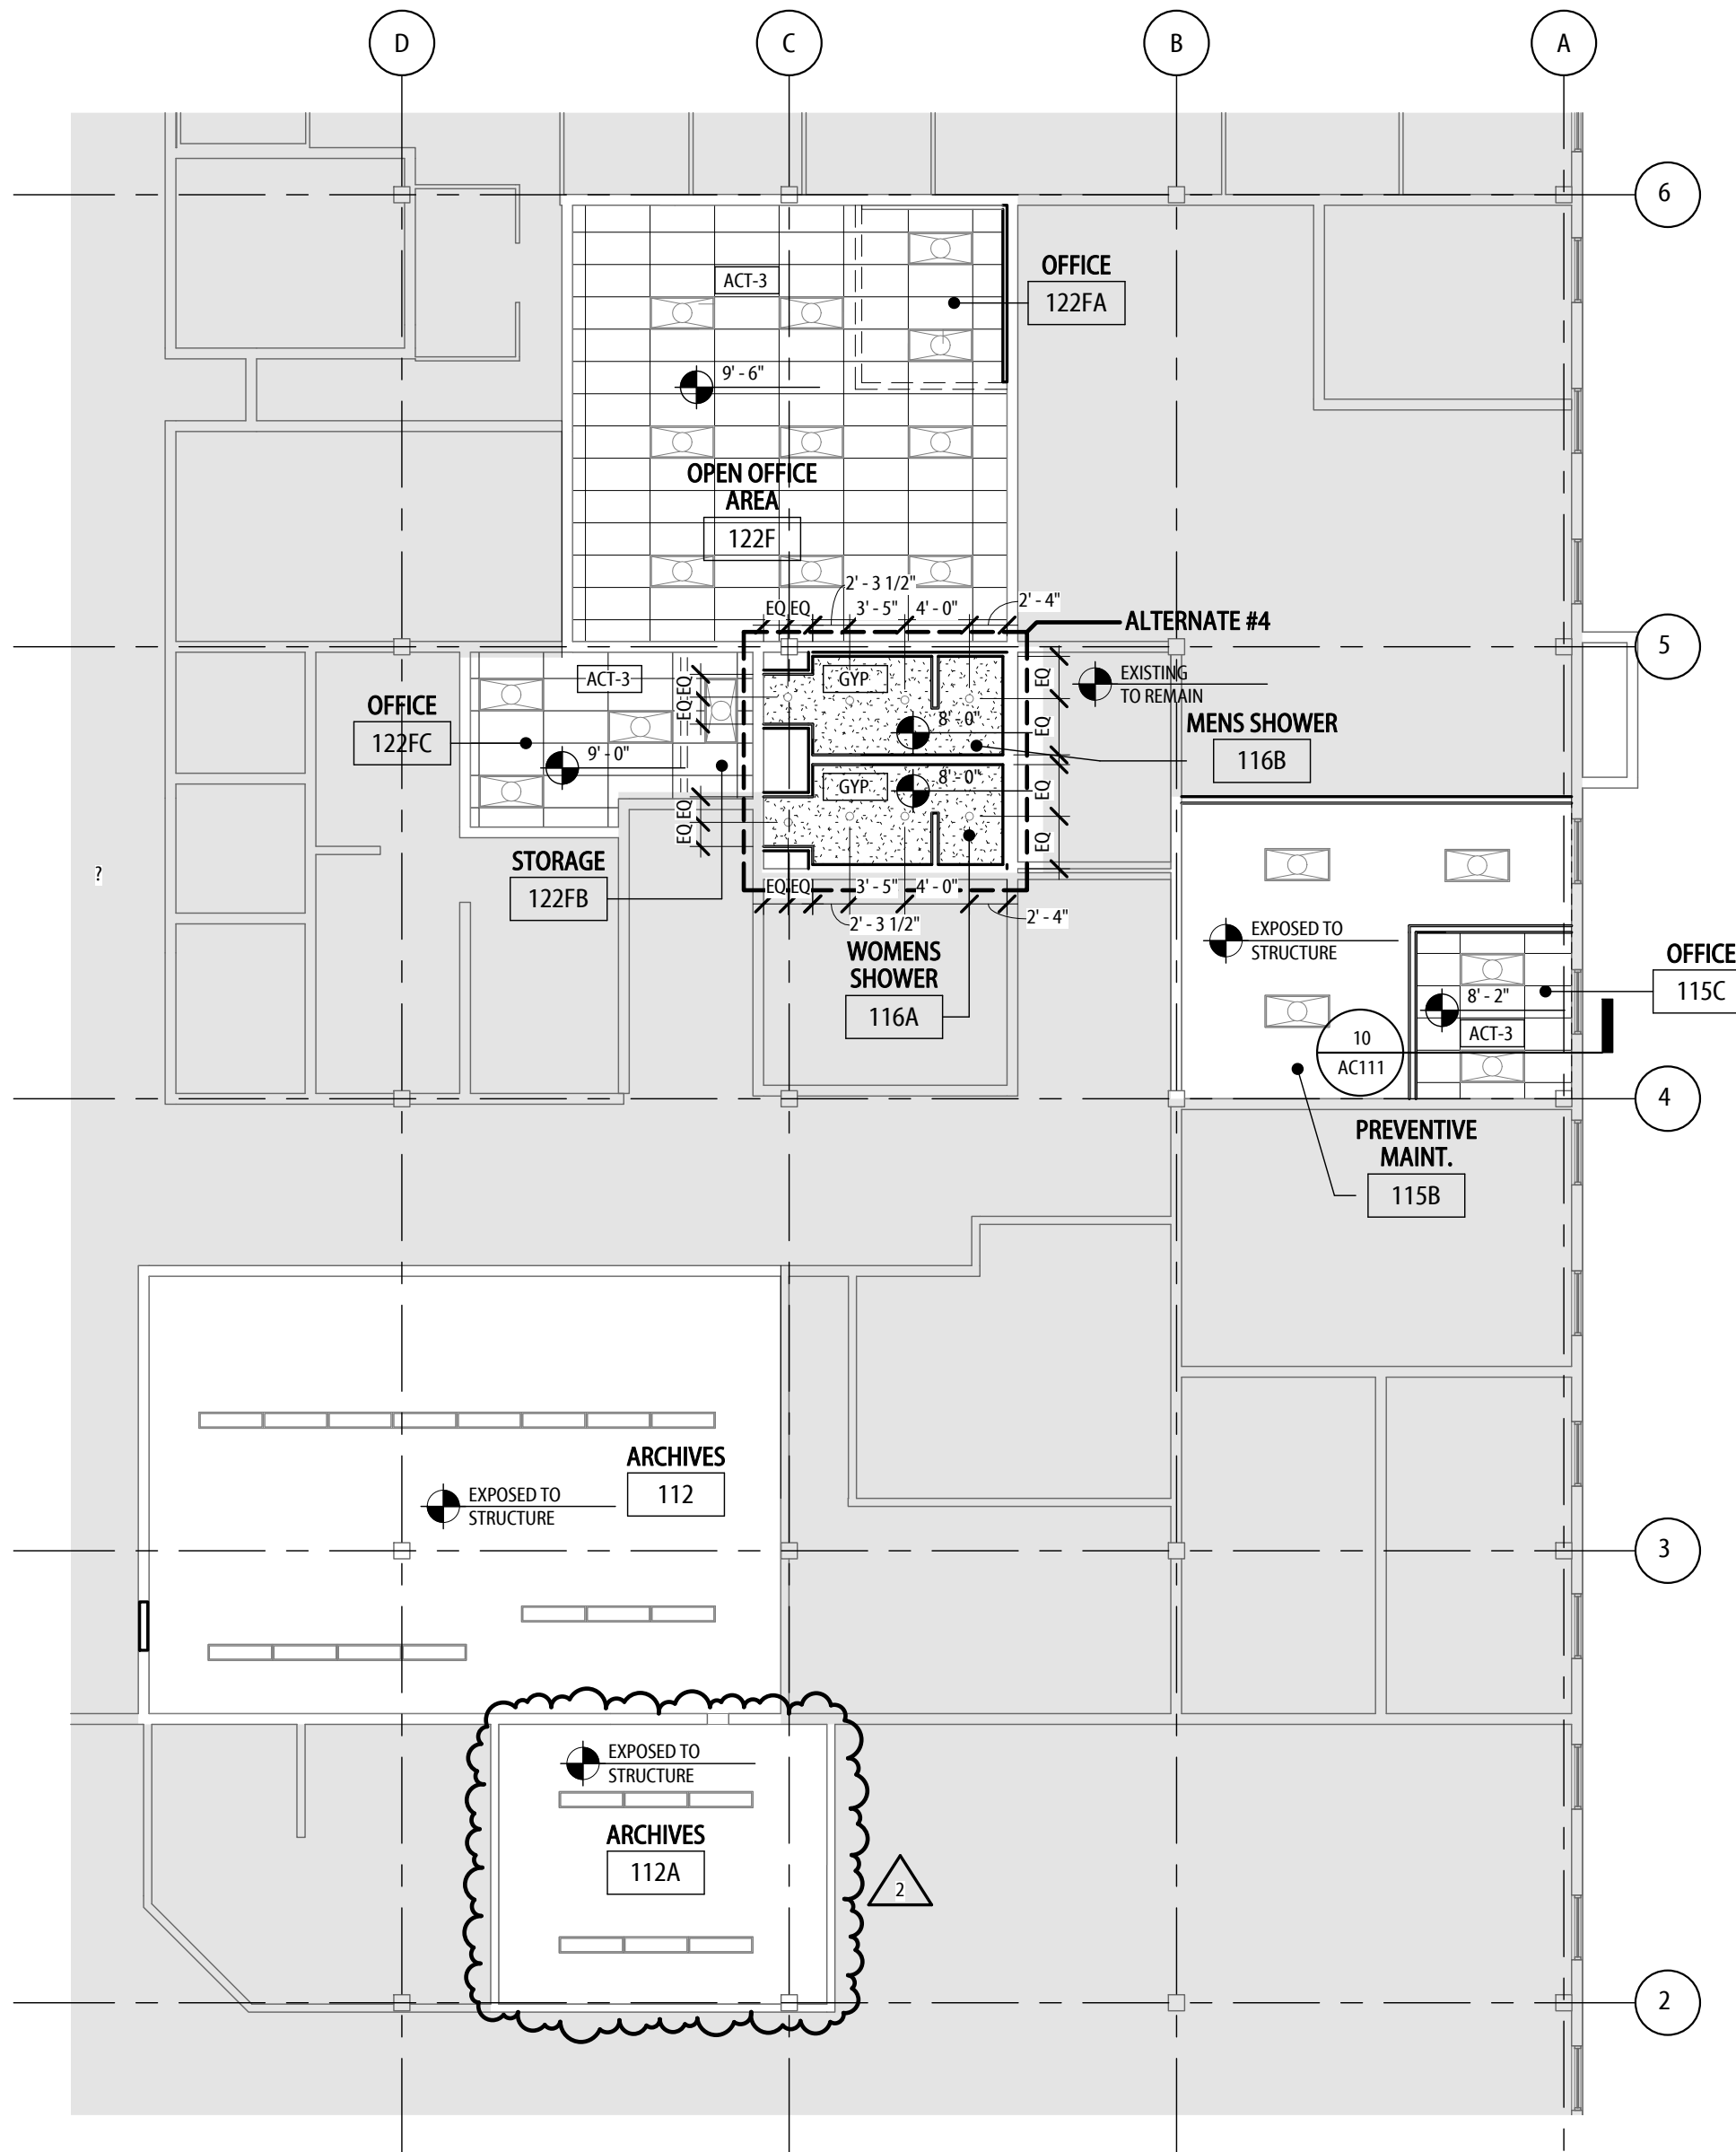 D
C
B
A
6
ACT-3
OFFICE
122FA
9' - 6"
OPEN OFFICE
AREA
122F
2' - 3 1/2"
EQ EQ
3' - 5"
4' - 0"
2' - 4"
ALTERNATE #4
5
ACT-3
GYP.
EXISTING
TO REMAIN
EQ
EQ
EQ
OFFICE
122FC
8' - 0"
MENS SHOWER
116B
9' - 0"
EQ
GYP.
8' - 0"
EQ
EQ
EQ
EQ
STORAGE
122FB
?
EQ EQ
3' - 5"
4' - 0"
2' - 3 1/2"
2' - 4"
EXPOSED TO
STRUCTURE
WOMENS
SHOWER
116A
OFFICE
115C
8' - 2"
ACT-3
10
AC111
4
PREVENTIVE
MAINT.
115B
ARCHIVES
112
EXPOSED TO
STRUCTURE
3
EXPOSED TO
STRUCTURE
ARCHIVES
112A
2
2